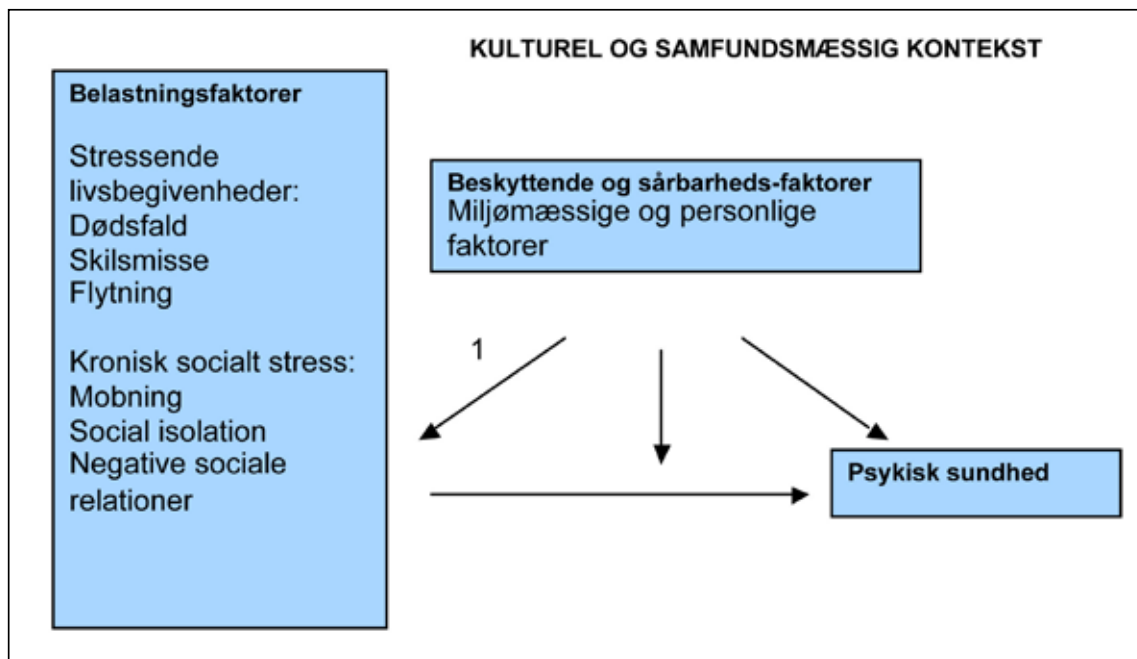 KULTUREL OG SAMFUNDSMÆSSIG KONTEKST
Belastningsfaktorer
Stressende
livsbegivenheder:
Dødsfald
Skilsmisse
Flytning
Kronisk socialt stress:
Mobning
Social isolation
Negative sociale
relationer
Beskyttende og sårbarheds-faktorer
Miljømæssige og personlige
faktorer
1
Psykisk sundhed